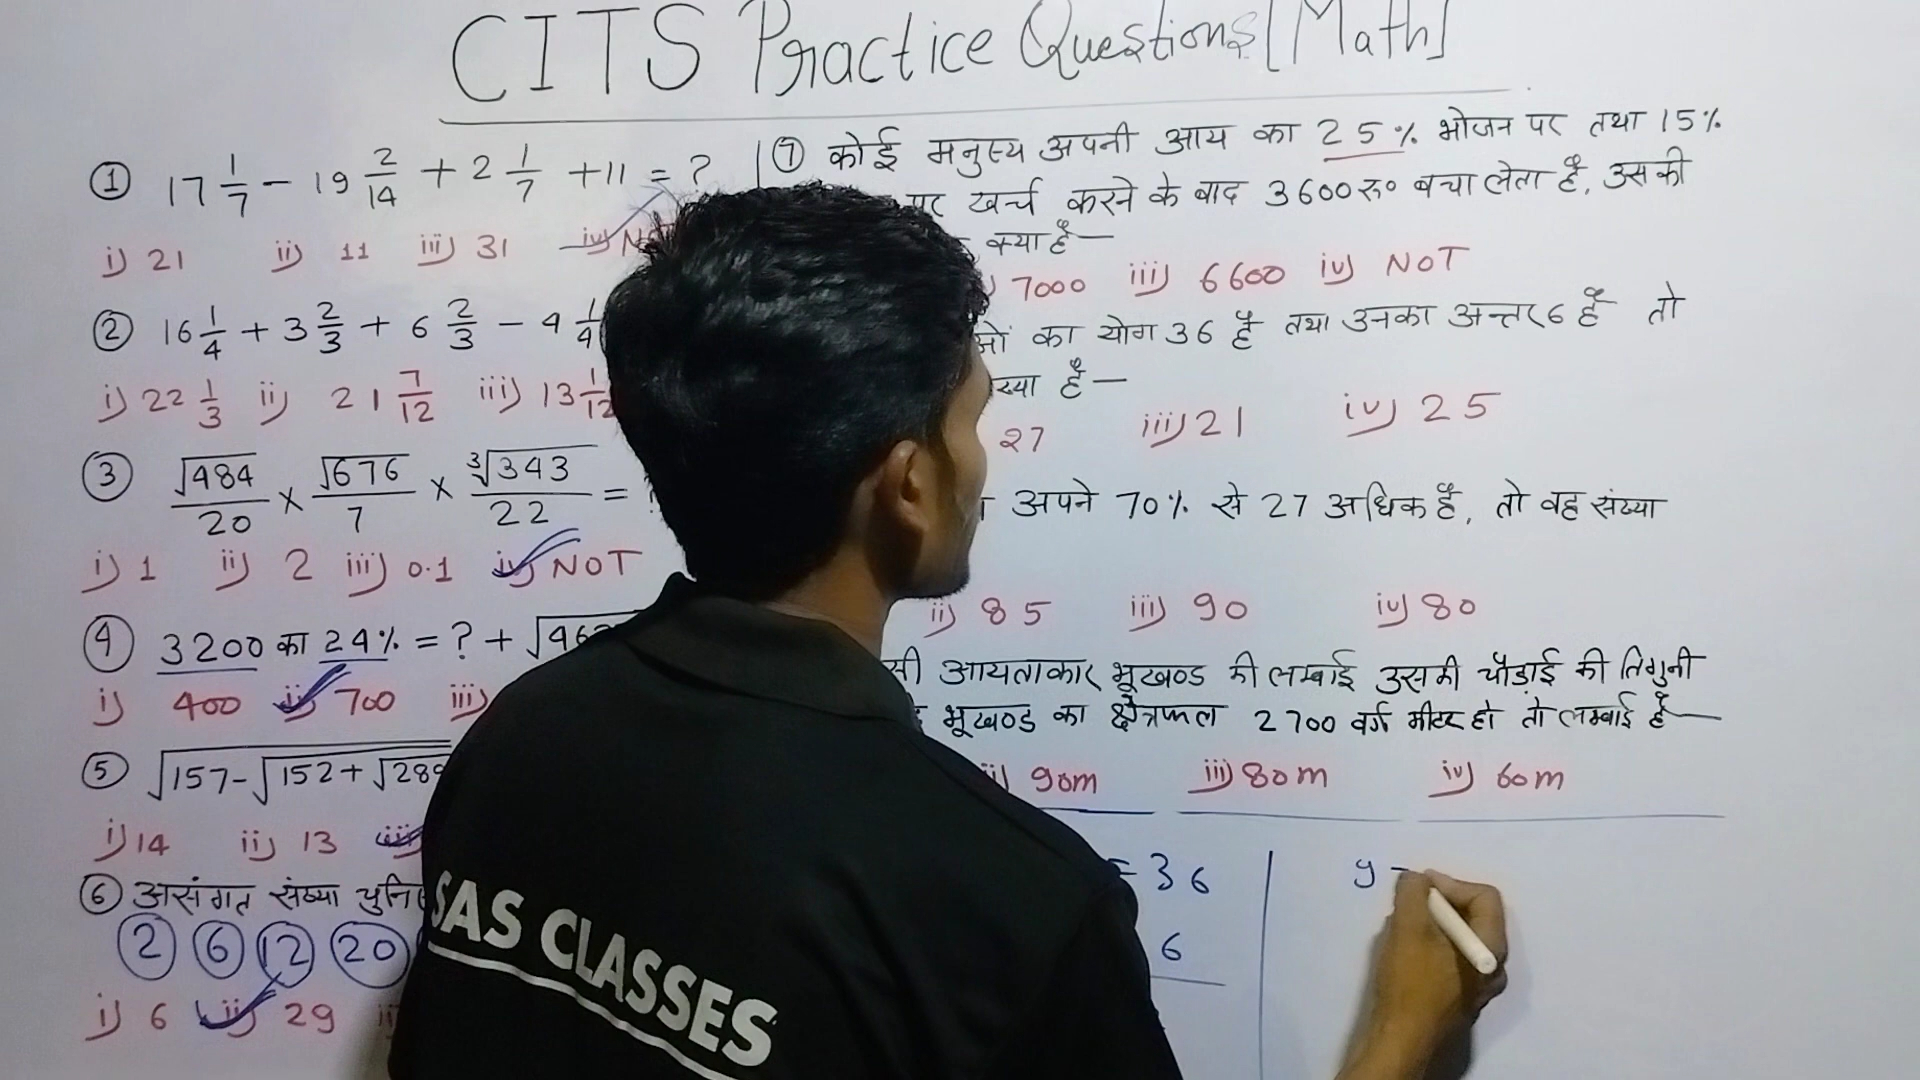 CITS Practice Questions [Math]
① 17 1/7 - 19 2/14 + 2 1/7 + 11 = ?
i) 21 ii) 11 iii) 31 iv)
② 16 1/4 + 3 2/3 + 6 2/3 - 4 1/4
i) 22 1/3 ii) 21 7/12 iii) 13 1/12
③ √484/20 × √676/7 × ∛343/22 =
i) 1 ii) 2 iii) 0.1 iv) NOT
④ 3200 का 24% = ? +
i) 400 ii) 700 iii)
⑤ √157-√152+√289
i) 14 ii) 13 iii)
⑥ असंगत संख्या
2 6 12 20
i) 6 ii) 29
⑦ कोई मनुस्य अपनी आय का 25% भोजन पर तथा 15%
पर खर्च करने के बाद 3600 रु० बचा लेता है, उसकी
क्या है—
7000 iii) 6600 iv) NOT
का योग 36 है तथा उनका अन्तर 6 है तो
है—
27 iii) 21 iv) 25
अपने 70% से 27 अधिक है, तो वह संख्या
ii) 85 iii) 90 iv) 80
आयताकार भूखण्ड की लम्बाई उसकी चौड़ाई की तिगुनी
भूखण्ड का क्षेत्रफल 2700 वर्ग मीटर हो तो लम्बाई है—
90m iii) 80m iv) 60m
= 36
6
y -
SAS CLASSES